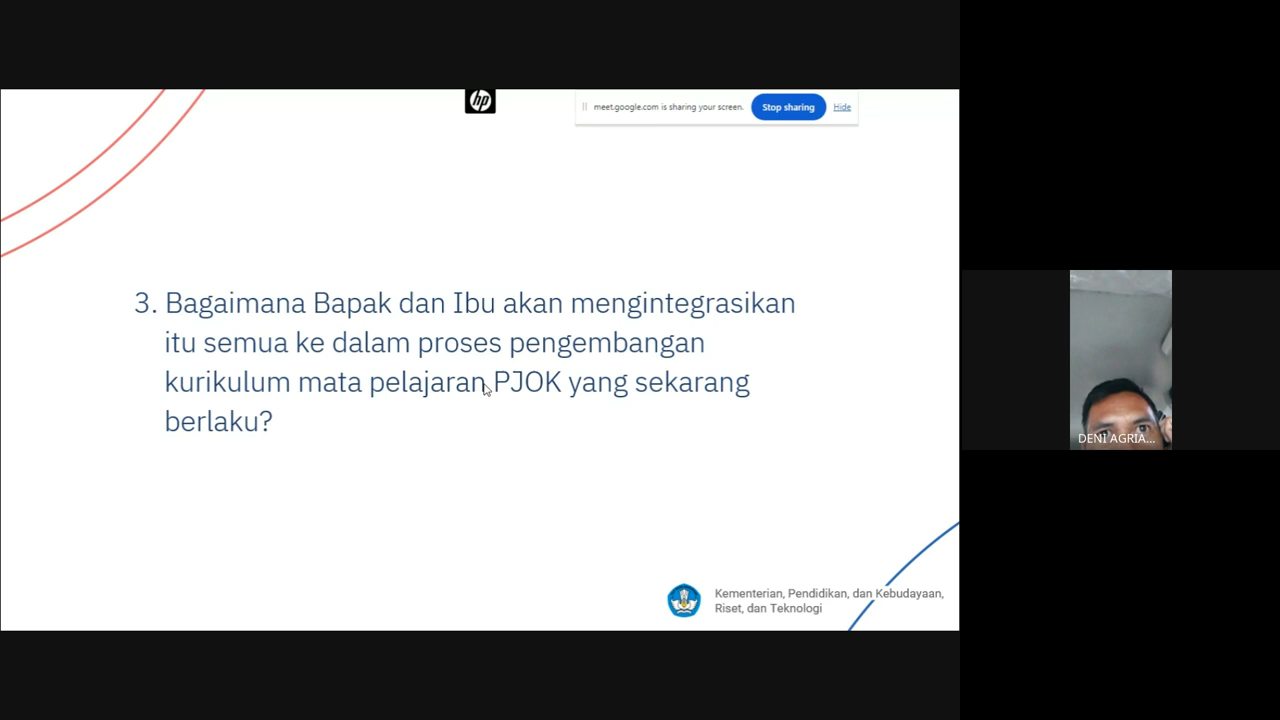 hp
meet.google.com is sharing your screen. Stop sharing Hide
3. Bagaimana Bapak dan Ibu akan mengintegrasikan
itu semua ke dalam proses pengembangan
kurikulum mata pelajaran PJOK yang sekarang
berlaku?
DENI AGRIA...
Kementerian, Pendidikan, dan Kebudayaan,
Riset, dan Teknologi